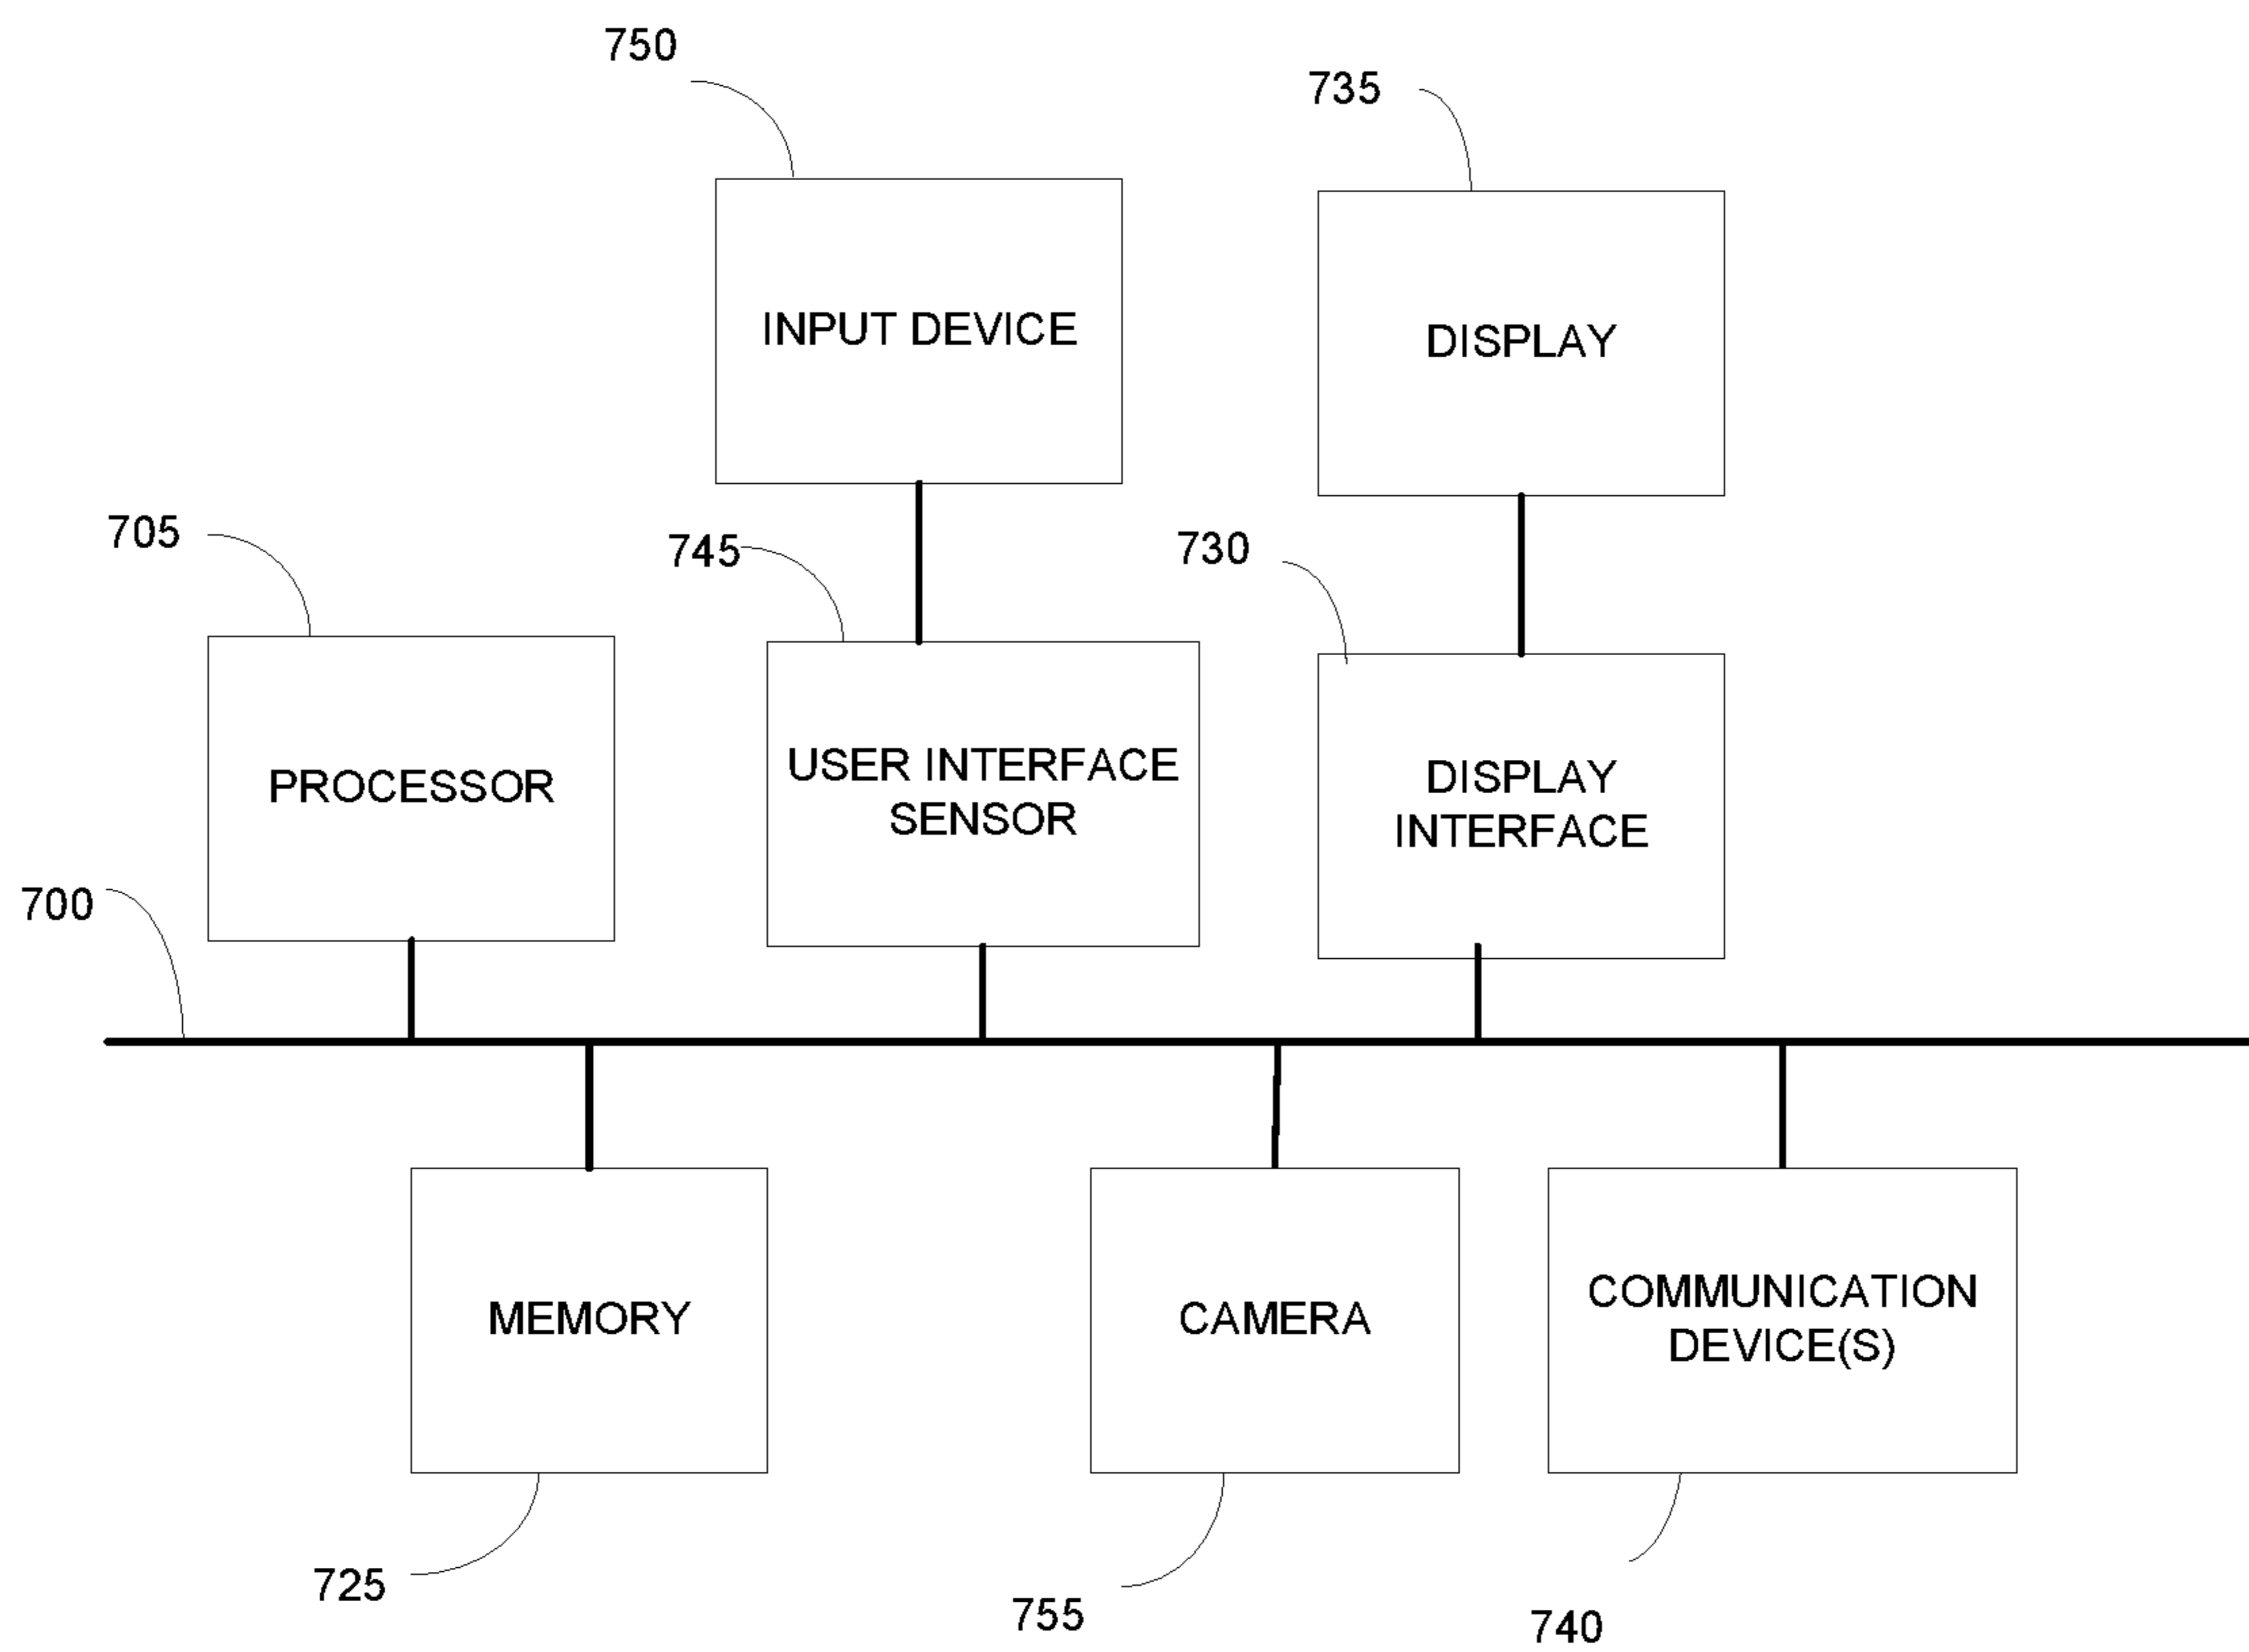 750
735
INPUT DEVICE
DISPLAY
705
745
730
PROCESSOR
USER INTERFACE
SENSOR
DISPLAY
INTERFACE
700
MEMORY
CAMERA
COMMUNICATION
DEVICE(S)
725
755
740